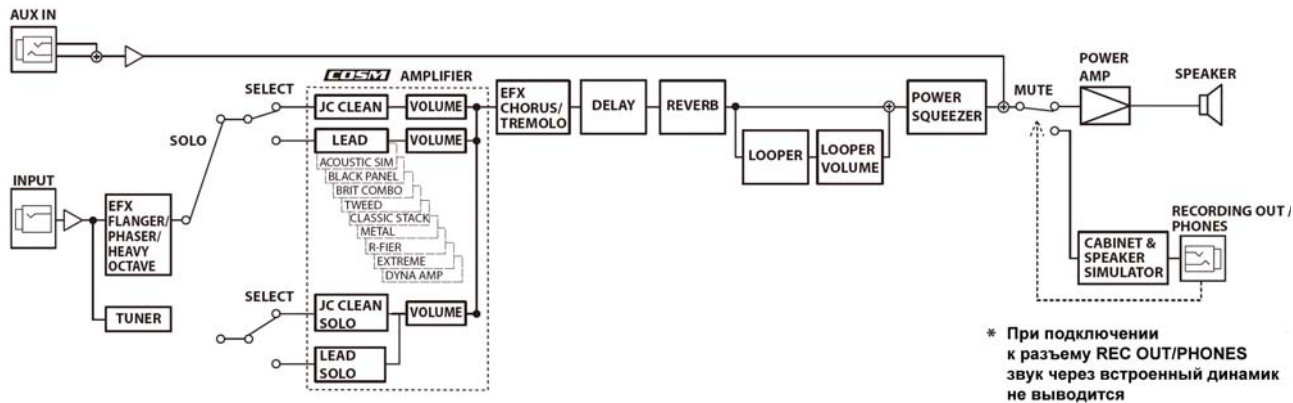 AUX IN
INPUT
EFX
FLANGER/
PHASER/
HEAVY
OCTAVE
TUNER
SOLO
SELECT
SELECT
COSM AMPLIFIER
JC CLEAN
VOLUME
LEAD
VOLUME
ACOUSTIC SIM
BLACK PANEL
BRIT COMBO
TWEED
CLASSIC STACK
METAL
R-FIER
EXTREME
DYNA AMP
JC CLEAN
SOLO
VOLUME
LEAD
SOLO
EFX
CHORUS/
TREMOLO
DELAY
REVERB
LOOPER
LOOPER
VOLUME
POWER
SQUEEZER
MUTE
POWER
AMP
SPEAKER
CABINET &
SPEAKER
SIMULATOR
RECORDING OUT /
PHONES
* При подключении
к разъему REC OUT/PHONES
звук через встроенный динамик
не выводится